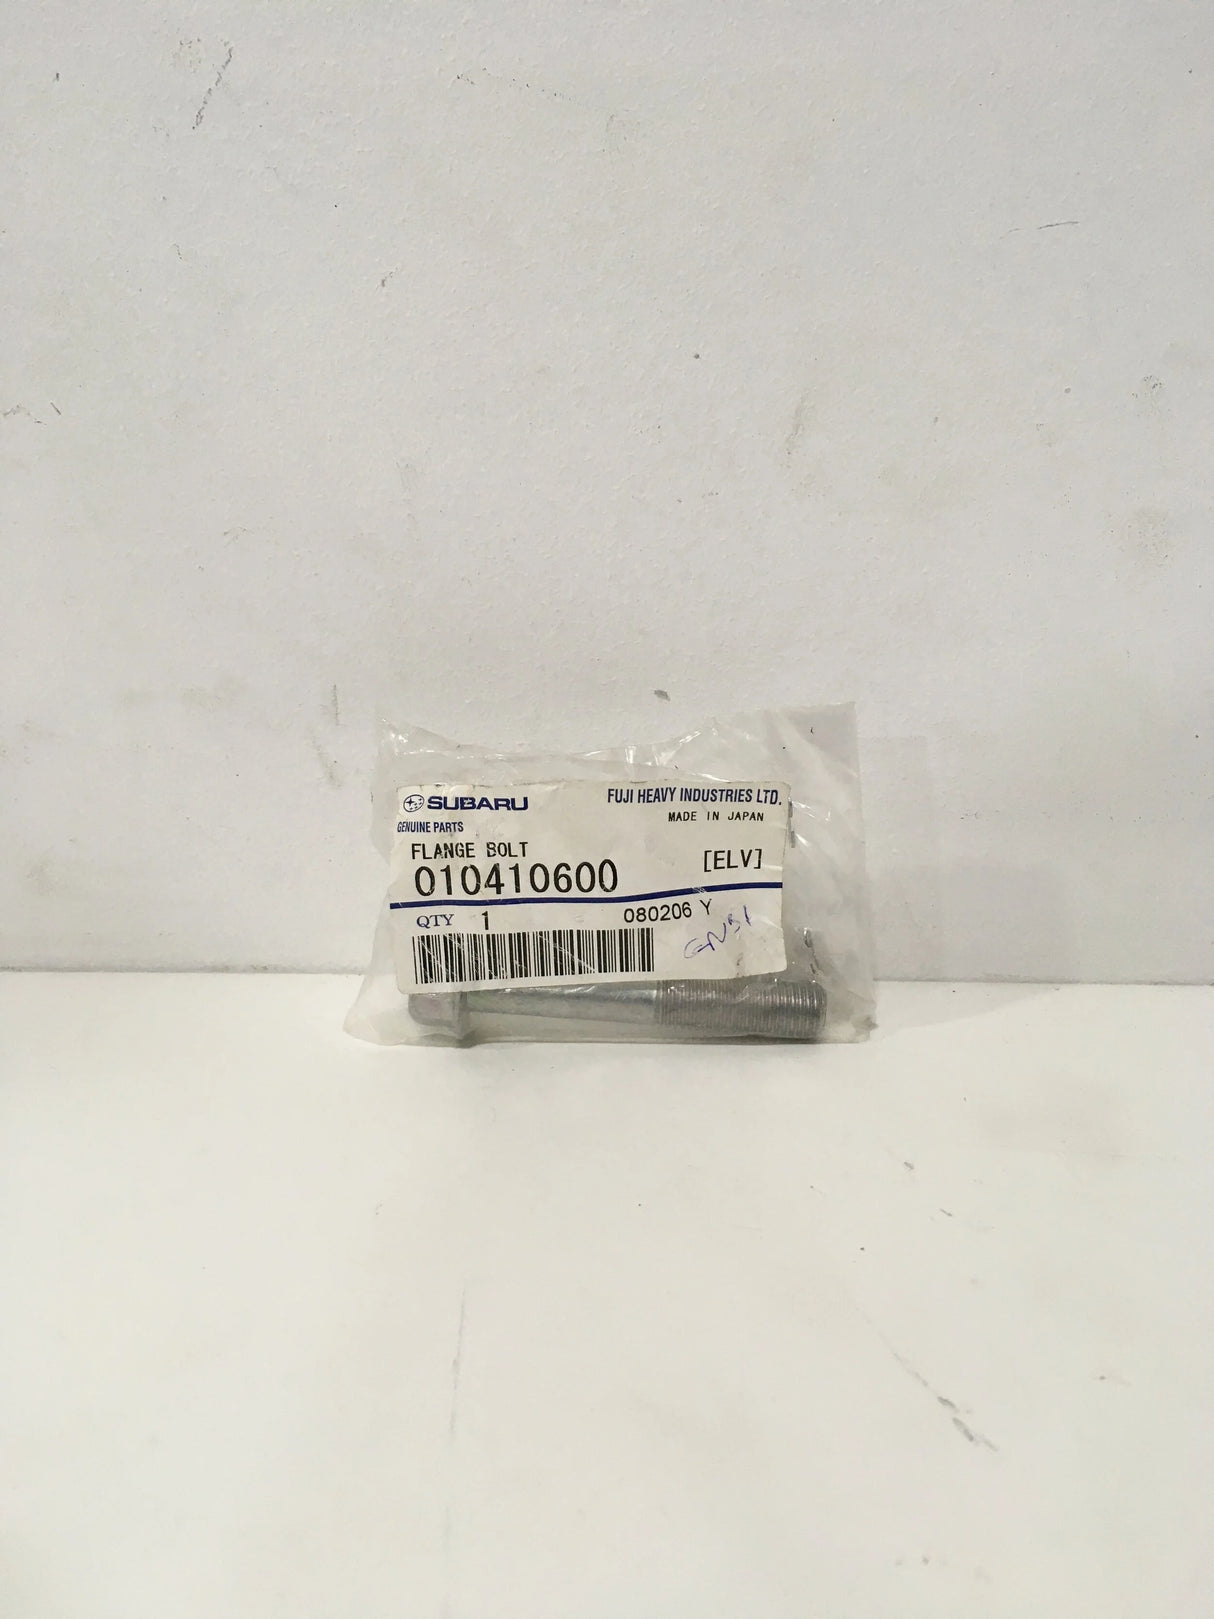 SUBARU
FUJI HEAVY INDUSTRIES LTD.
GENUINE PARTS
MADE IN JAPAN
FLANGE BOLT
010410600
[ELV]
QTY 1
080206 Y